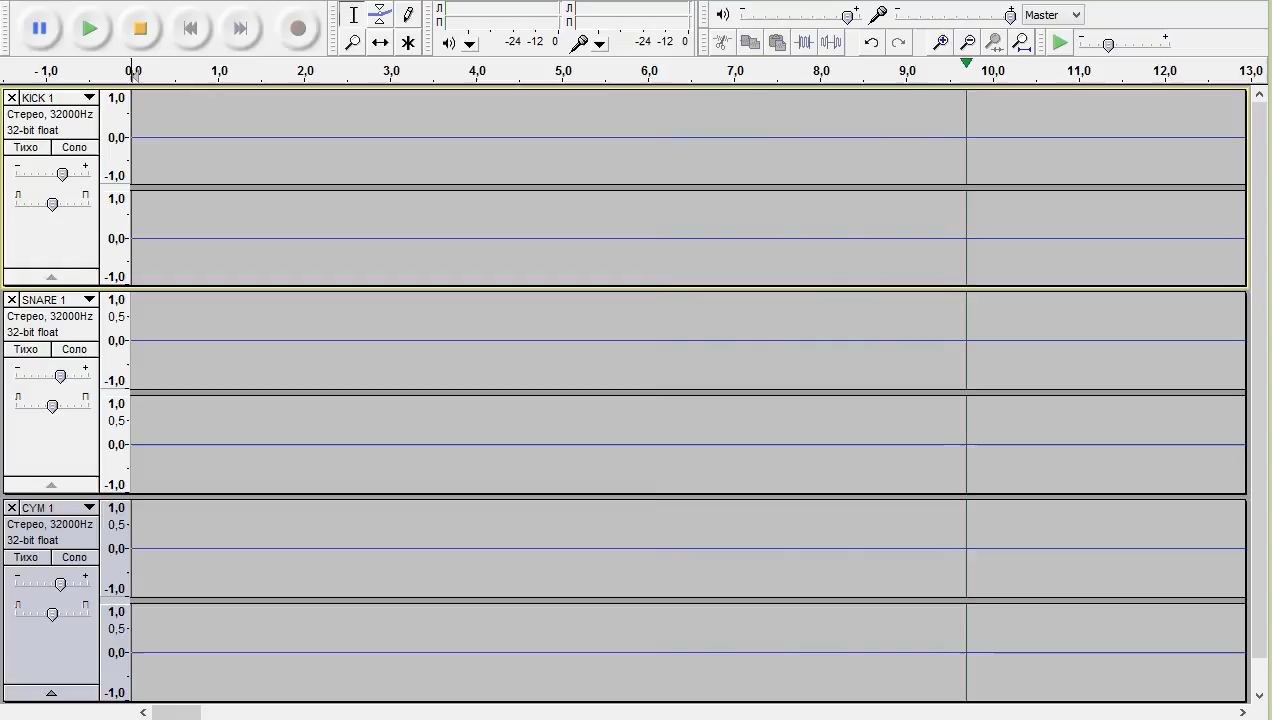 Л
П
-24 -12 0
Л
П
-24 -12 0
- +
- +
Master
- +
- 1,0 0,0 1,0 2,0 3,0 4,0 5,0 6,0 7,0 8,0 9,0 10,0 11,0 12,0 13,0
KICK 1
Стерео, 32000Hz
32-bit float
Тихо Соло
- +
Л П
1,0
0,0
-1,0
1,0
0,0
-1,0
SNARE 1
Стерео, 32000Hz
32-bit float
Тихо Соло
- +
Л П
1,0
0,5
0,0
-1,0
1,0
0,5
0,0
-1,0
CYM 1
Стерео, 32000Hz
32-bit float
Тихо Соло
- +
Л П
1,0
0,5
0,0
-1,0
1,0
0,5
0,0
-1,0